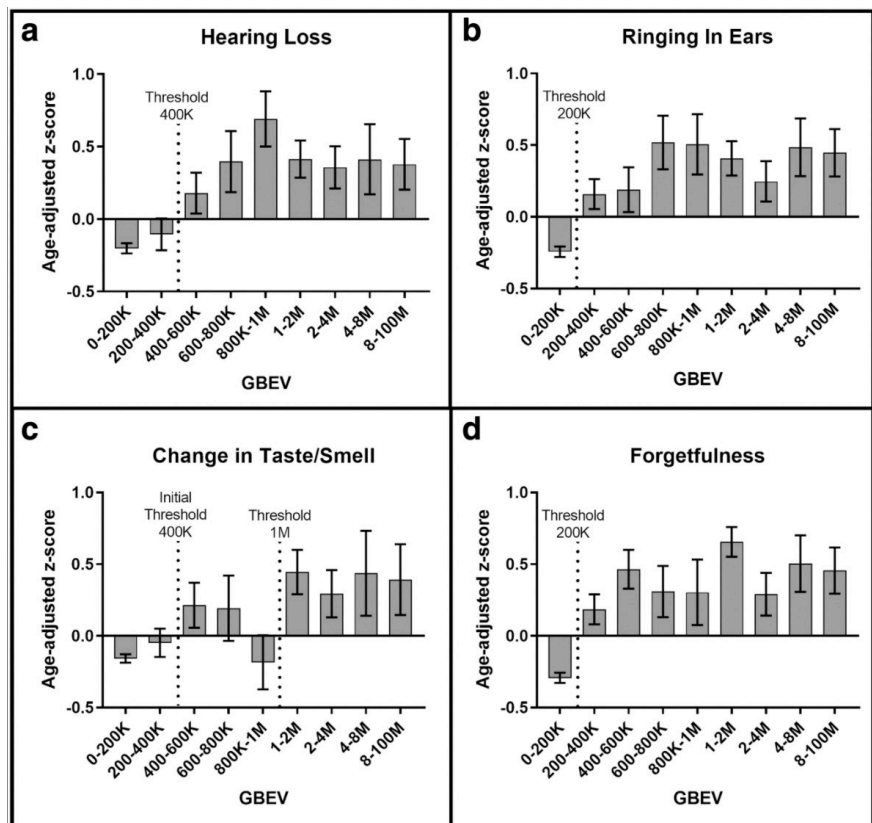 a
Hearing Loss
Age-adjusted z-score
1.0
0.5
0.0
-0.5
Threshold
400K
0-200K
200-400K
400-600K
600-800K
800K-1M
1-2M
2-4M
4-8M
8-100M
GBEV
b
Ringing In Ears
Age-adjusted z-score
1.0
0.5
0.0
-0.5
Threshold
200K
0-200K
200-400K
400-600K
600-800K
800K-1M
1-2M
2-4M
4-8M
8-100M
GBEV
c
Change in Taste/Smell
Age-adjusted z-score
1.0
0.5
0.0
-0.5
Initial
Threshold
400K
Threshold
1M
0-200K
200-400K
400-600K
600-800K
800K-1M
1-2M
2-4M
4-8M
8-100M
GBEV
d
Forgetfulness
Age-adjusted z-score
1.0
0.5
0.0
-0.5
Threshold
200K
0-200K
200-400K
400-600K
600-800K
800K-1M
1-2M
2-4M
4-8M
8-100M
GBEV